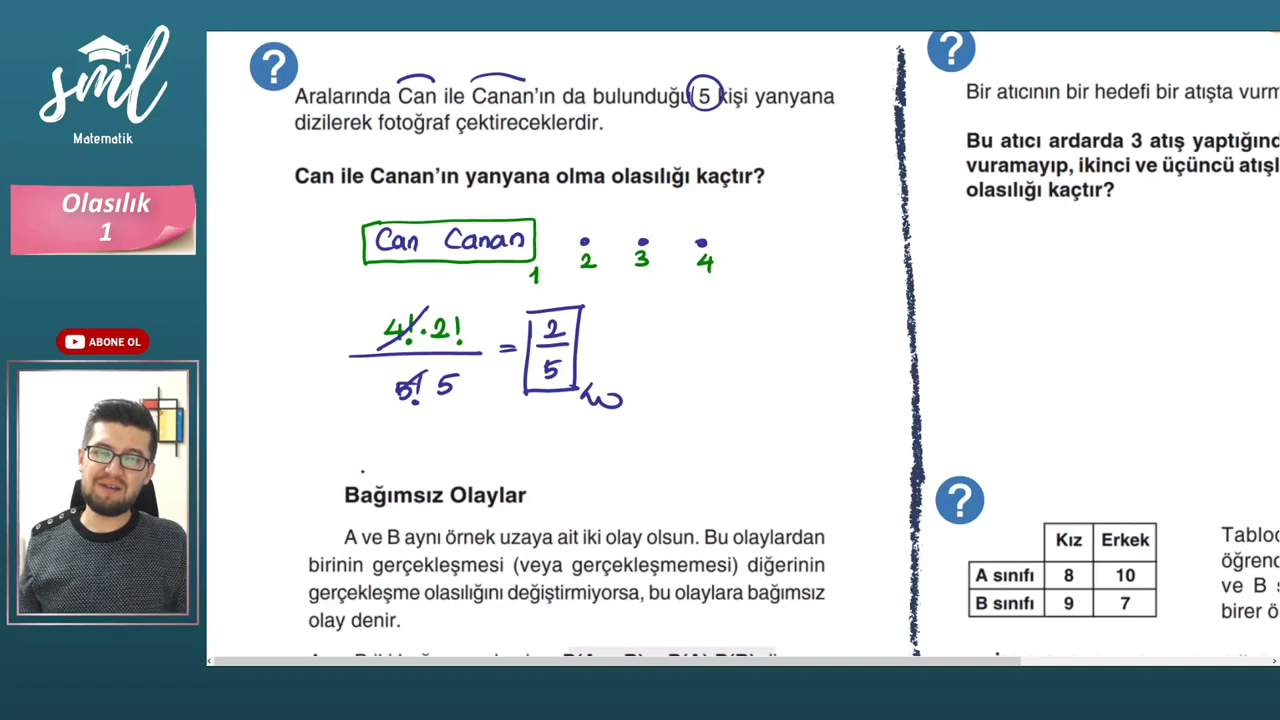 sml
Matematik
Olasılık
1
ABONE OL
?
Aralarında Can ile Canan'ın da bulunduğu 5 kişi yanyana
dizilerek fotoğraf çektireceklerdir.
Can ile Canan'ın yanyana olma olasılığı kaçtır?
Can Canan
1 2 3 4
4! · 2!
5! 5
= 2
5
Bağımsız Olaylar
A ve B aynı örnek uzaya ait iki olay olsun. Bu olaylardan
birinin gerçekleşmesi (veya gerçekleşmemesi) diğerinin
gerçekleşme olasılığını değiştirmiyorsa, bu olaylara bağımsız
olay denir.
?
Bir atıcının bir hedefi bir atışta vurm
Bu atıcı ardarda 3 atış yaptığınd
vuramayıp, ikinci ve üçüncü atışl
olasılığı kaçtır?
?
Kız Erkek
A sınıfı 8 10
B sınıfı 9 7
Tabloc
öğrenc
ve B s
birer ö